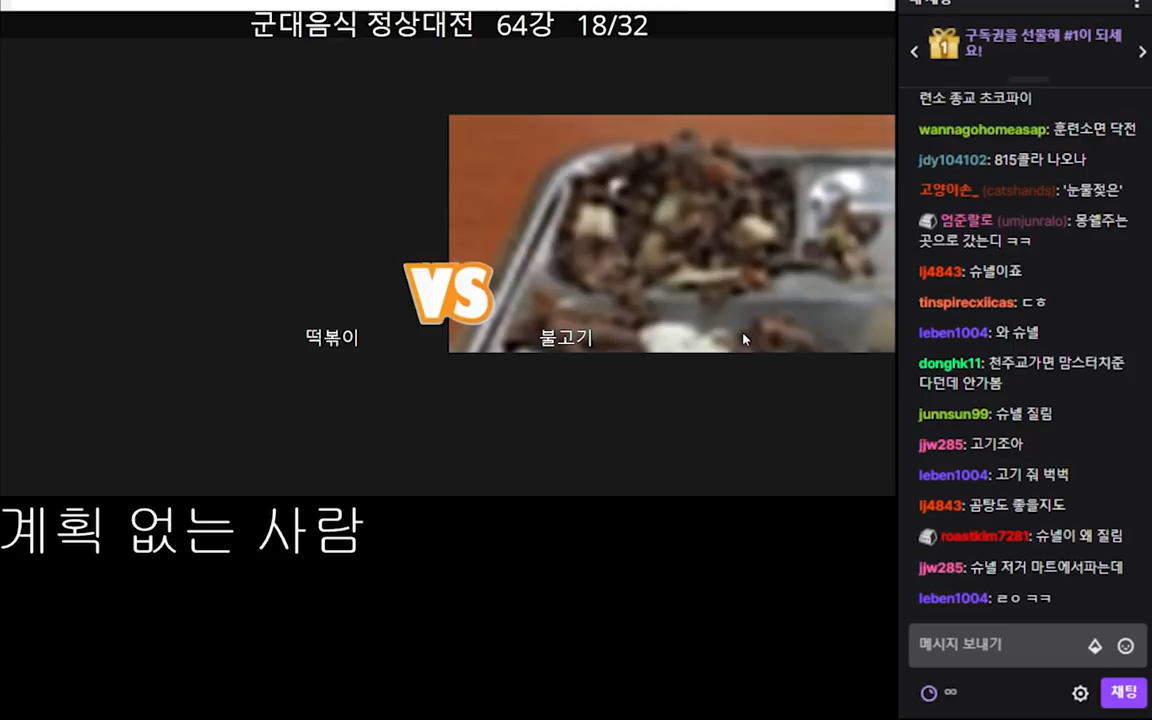 군대음식 정상대전 64강 18/32
VS
떡볶이
불고기
계획 없는 사람
구독권을 선물해 #1이 되세
요!
1
련소 종교 초코파이
wannagohomeasap: 훈련소면 닥전
jdy104102: 815콜라 나오나
고양이손_ (catshands): '눈물젖은'
엄준랄로 (umjunralo): 몽쉘주는
곳으로 갔는디 ㅋㅋ
lj4843: 슈넬이죠
tinspirecxiicas: ㄷㅎ
leben1004: 와 슈넬
donghk11: 천주교가면 맘스터치준
다던데 안가봄
junnsun99: 슈넬 질림
jjw285: 고기조아
leben1004: 고기 줘 벅벅
lj4843: 곰탕도 좋을지도
roastkim7281: 슈넬이 왜 질림
jjw285: 슈넬 저거 마트에서파는데
leben1004: ㄹㅇ ㅋㅋ
메시지 보내기
채팅